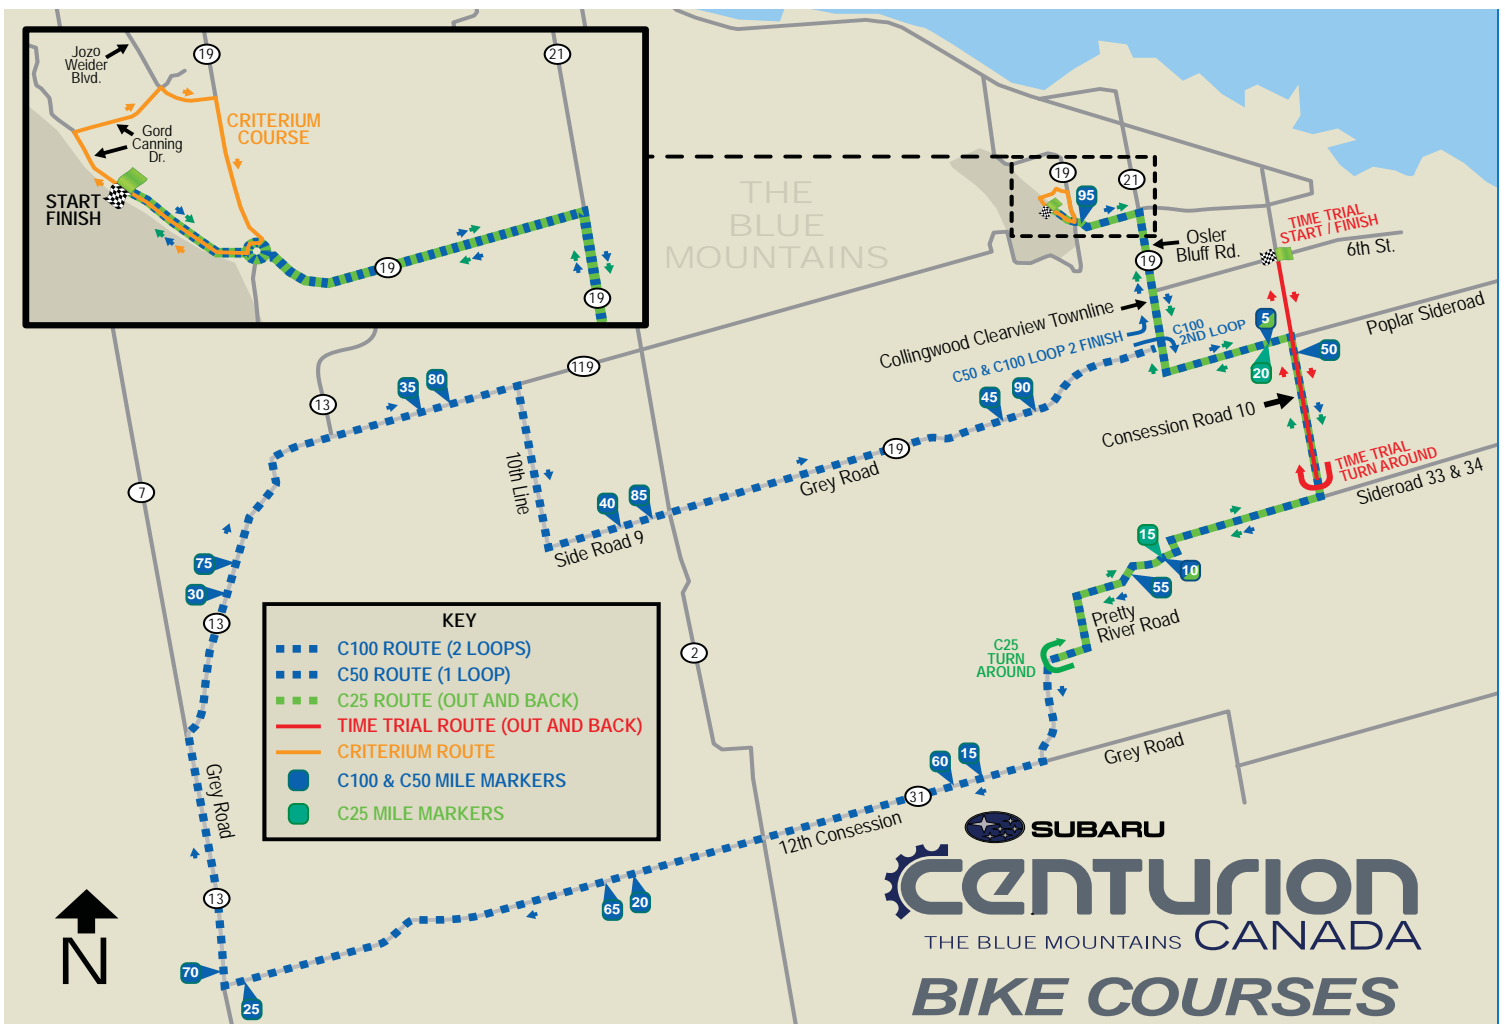 Jozo
Weider
Blvd.
19
21
CRITERIUM
COURSE
Gord
Canning
Dr.
START
FINISH
19
19
THE
BLUE
MOUNTAINS
19
21
95
Osler
Bluff Rd.
19
TIME TRIAL
START / FINISH
6th St.
Poplar Sideroad
Collingwood Clearview Townline
C50 & C100 LOOP 2 FINISH
C100
2ND LOOP
5
20
50
Consession Road 10
TIME TRIAL
TURN AROUND
Sideroad 33 & 34
119
13
35
80
45
90
19
Grey Road
10th Line
40
85
Side Road 9
7
75
30
13
2
15
10
55
Pretty
River Road
C25
TURN
AROUND
KEY
C100 ROUTE (2 LOOPS)
C50 ROUTE (1 LOOP)
C25 ROUTE (OUT AND BACK)
TIME TRIAL ROUTE (OUT AND BACK)
CRITERIUM ROUTE
C100 & C50 MILE MARKERS
C25 MILE MARKERS
Grey Road
13
60
15
31
Grey Road
12th Consession
65
20
70
25
N
SUBARU
CENTURION
THE BLUE MOUNTAINS CANADA
BIKE COURSES